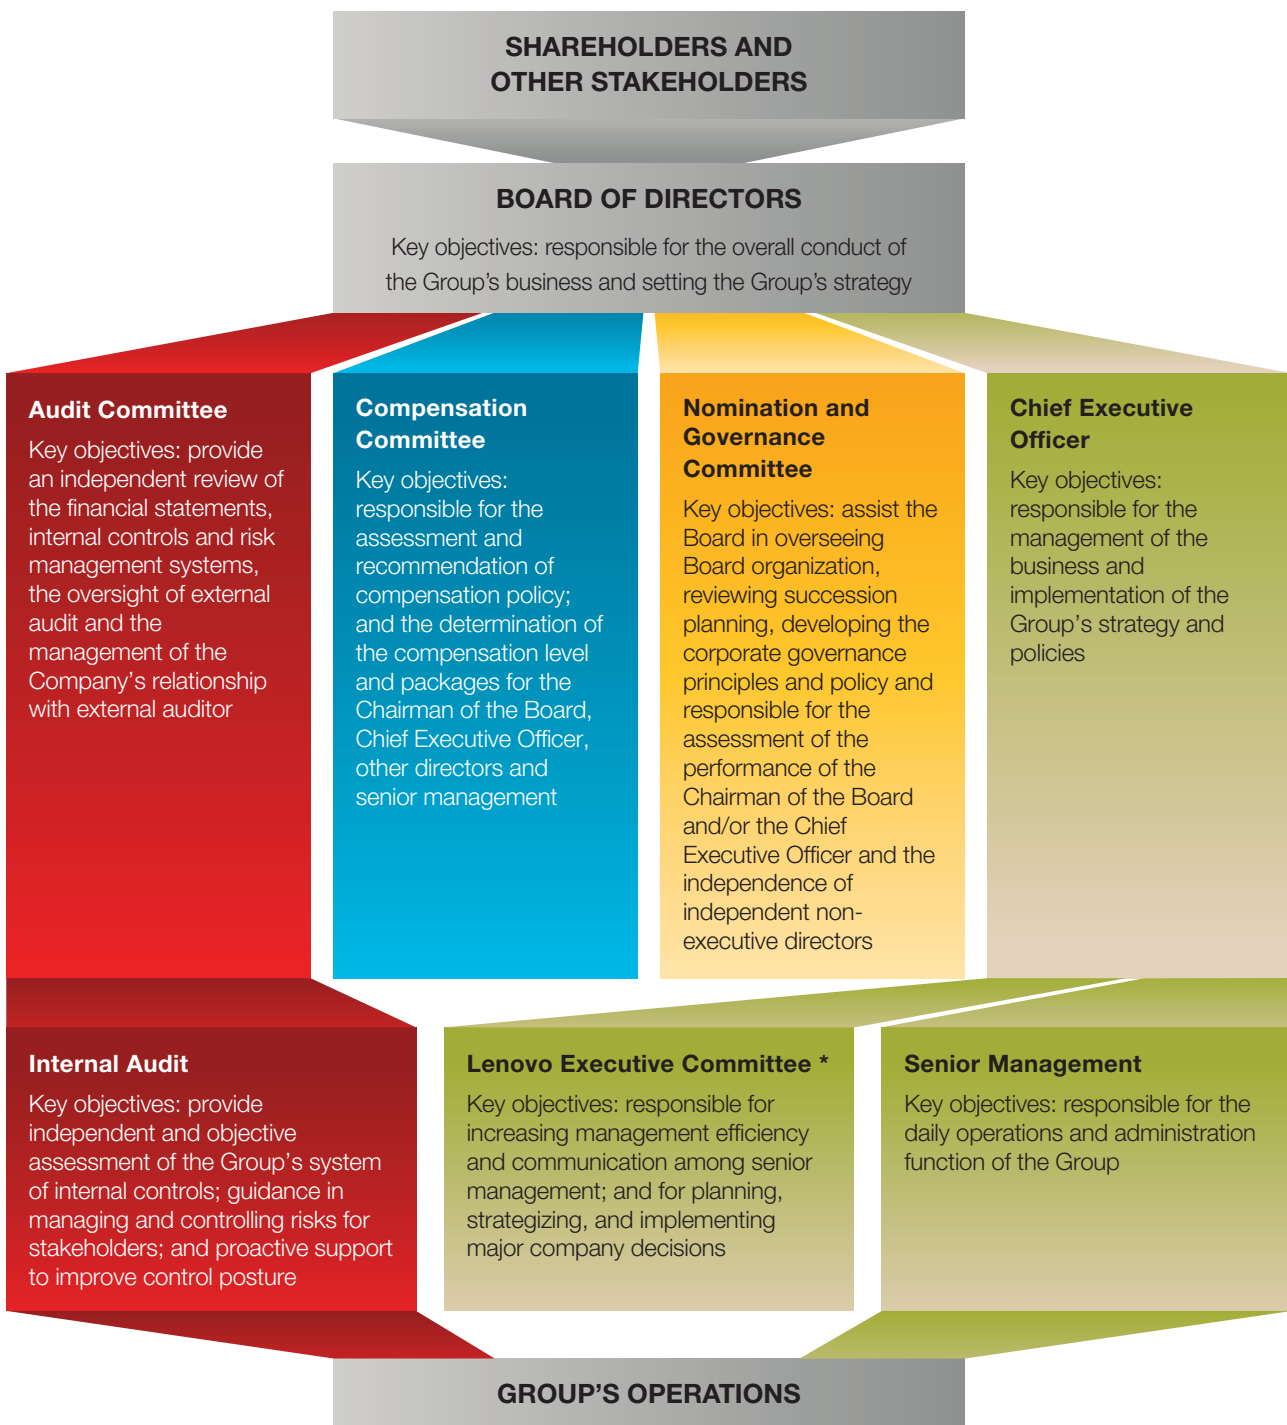 SHAREHOLDERS AND
OTHER STAKEHOLDERS
BOARD OF DIRECTORS
Key objectives: responsible for the overall conduct of
the Group’s business and setting the Group’s strategy
Audit Committee
Key objectives: provide
an independent review of
the financial statements,
internal controls and risk
management systems,
the oversight of external
audit and the
management of the
Company’s relationship
with external auditor
Compensation
Committee
Key objectives:
responsible for the
assessment and
recommendation of
compensation policy;
and the determination of
the compensation level
and packages for the
Chairman of the Board,
Chief Executive Officer,
other directors and
senior management
Nomination and
Governance
Committee
Key objectives: assist the
Board in overseeing
Board organization,
reviewing succession
planning, developing the
corporate governance
principles and policy and
responsible for the
assessment of the
performance of the
Chairman of the Board
and/or the Chief
Executive Officer and the
independence of
independent non-
executive directors
Chief Executive
Officer
Key objectives:
responsible for the
management of the
business and
implementation of the
Group’s strategy and
policies
Internal Audit
Key objectives: provide
independent and objective
assessment of the Group’s system
of internal controls; guidance in
managing and controlling risks for
stakeholders; and proactive support
to improve control posture
Lenovo Executive Committee *
Key objectives: responsible for
increasing management efficiency
and communication among senior
management; and for planning,
strategizing, and implementing
major company decisions
Senior Management
Key objectives: responsible for the
daily operations and administration
function of the Group
GROUP’S OPERATIONS